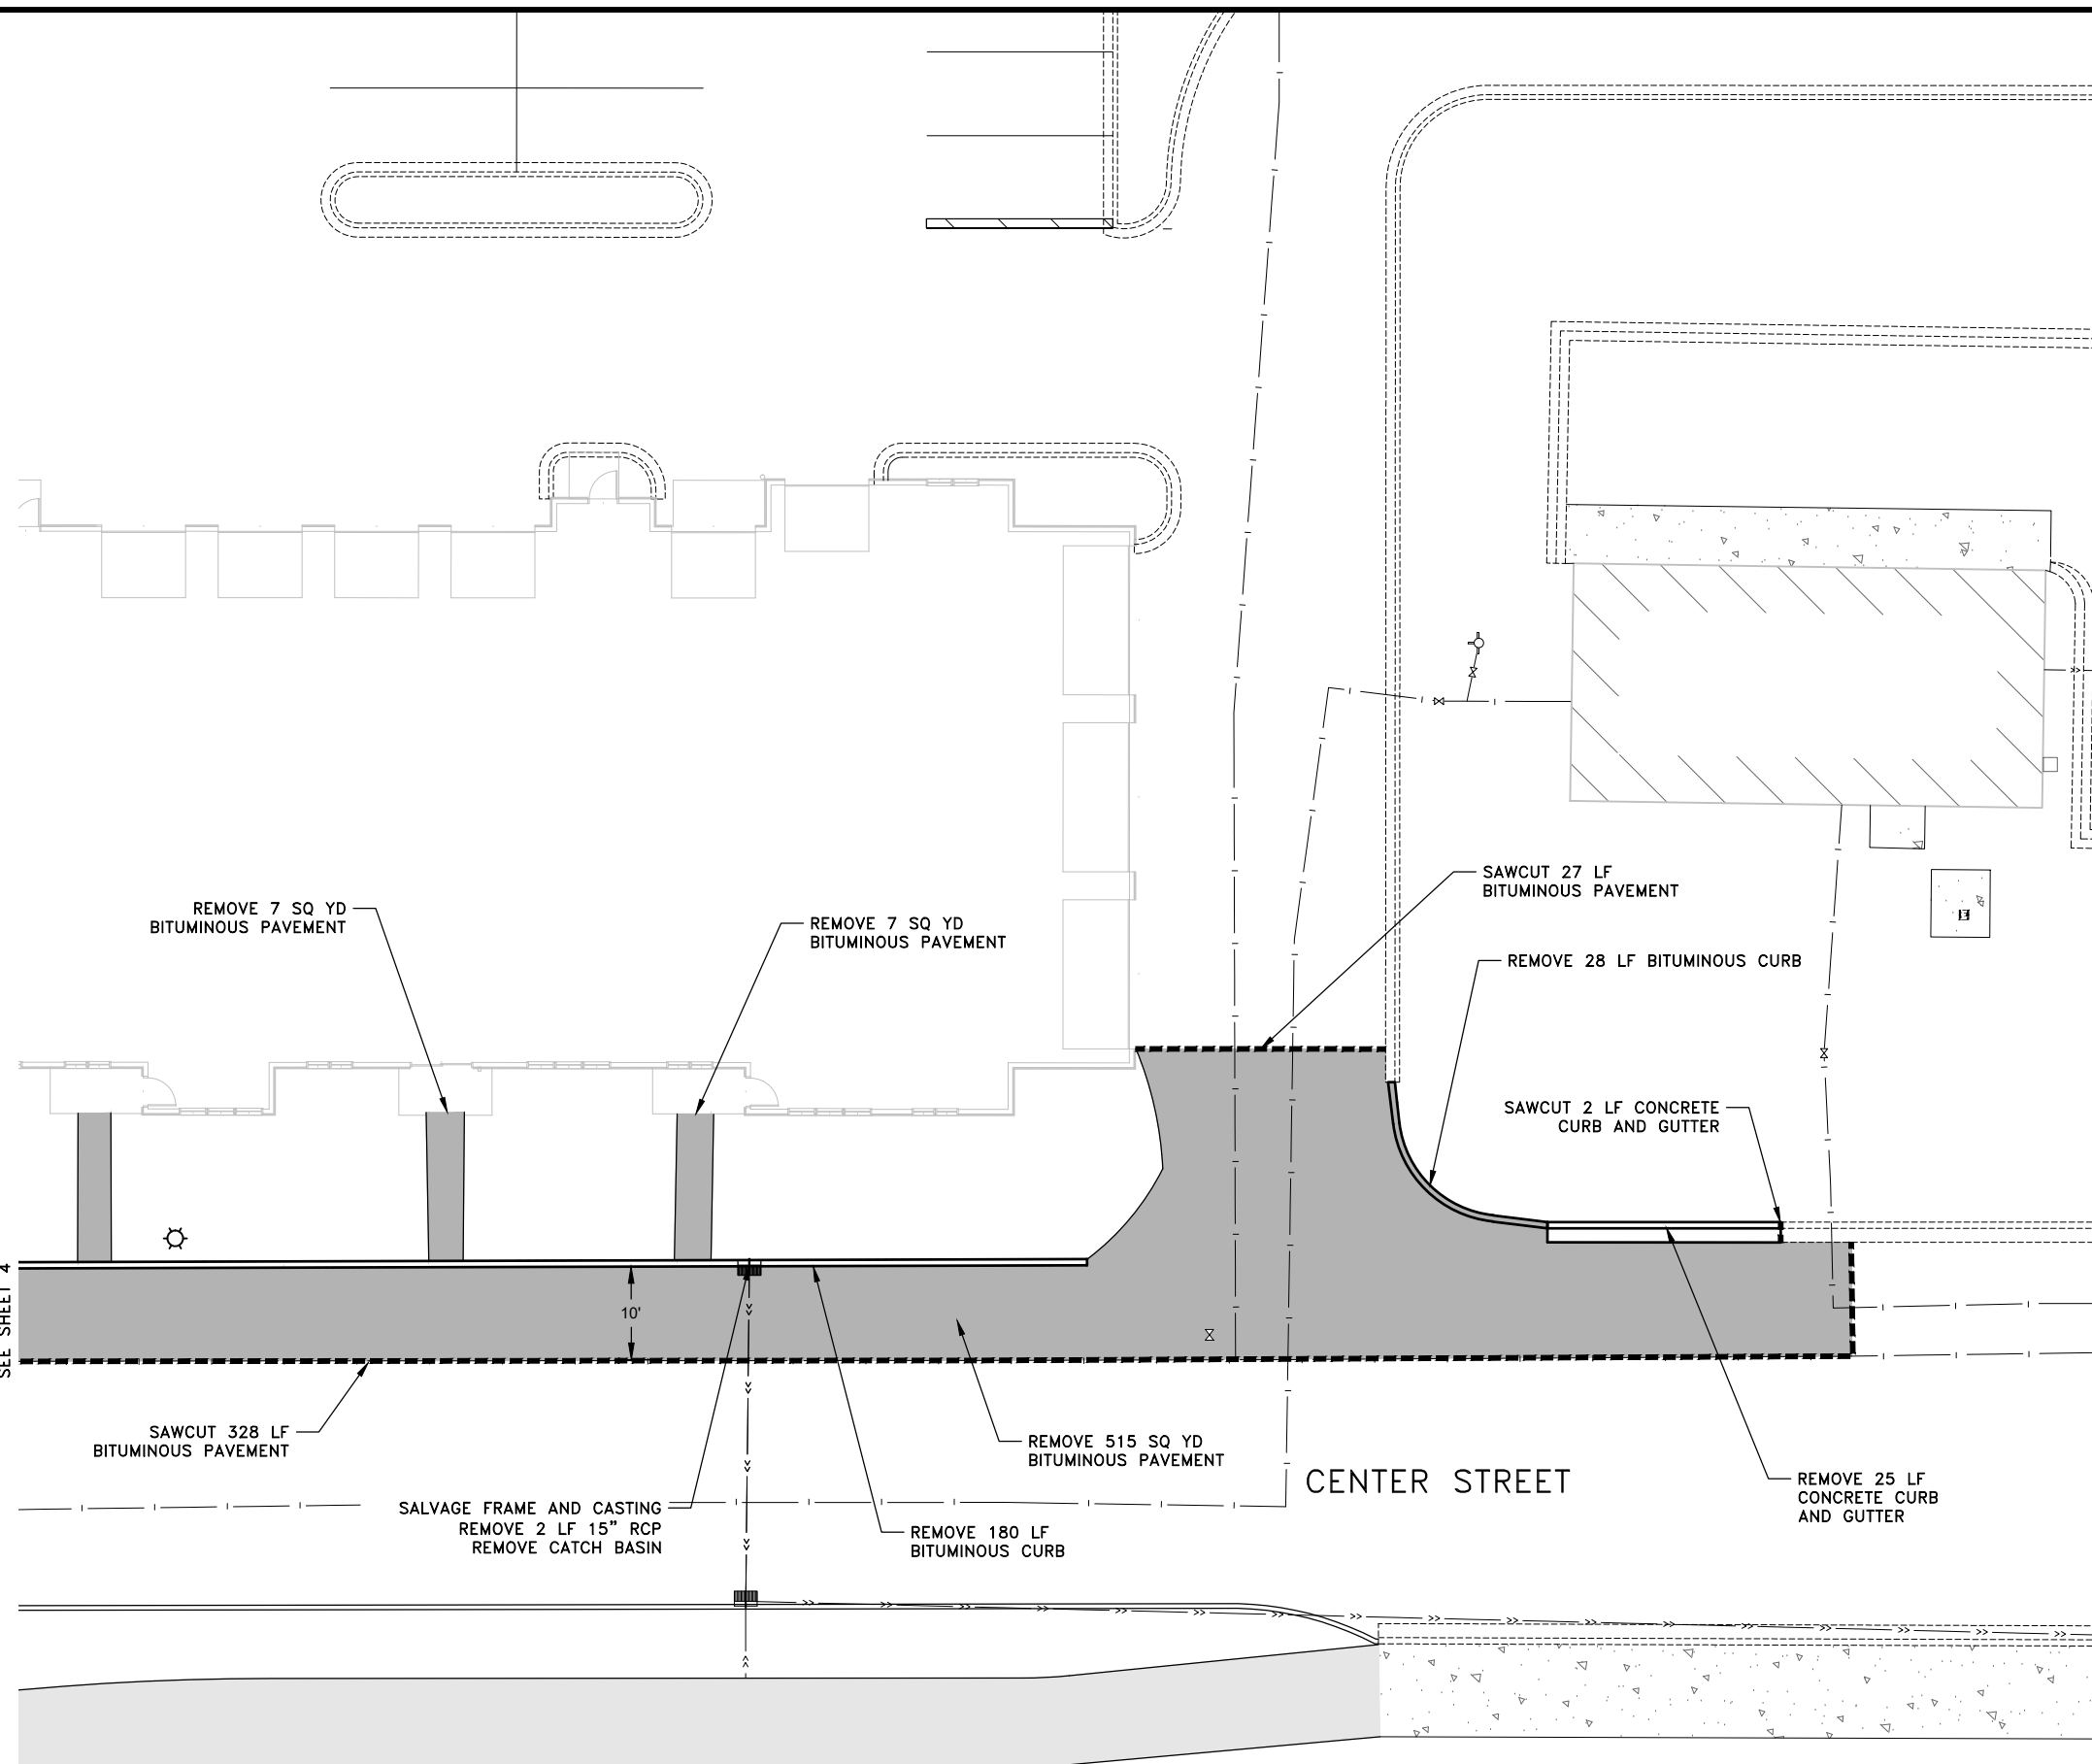 REMOVE 7 SQ YD
BITUMINOUS PAVEMENT
REMOVE 7 SQ YD
BITUMINOUS PAVEMENT
SAWCUT 27 LF
BITUMINOUS PAVEMENT
REMOVE 28 LF BITUMINOUS CURB
SAWCUT 2 LF CONCRETE
CURB AND GUTTER
SEE SHEET 4
10'
SAWCUT 328 LF
BITUMINOUS PAVEMENT
REMOVE 515 SQ YD
BITUMINOUS PAVEMENT
CENTER STREET
REMOVE 25 LF
CONCRETE CURB
AND GUTTER
SALVAGE FRAME AND CASTING
REMOVE 2 LF 15" RCP
REMOVE CATCH BASIN
REMOVE 180 LF
BITUMINOUS CURB